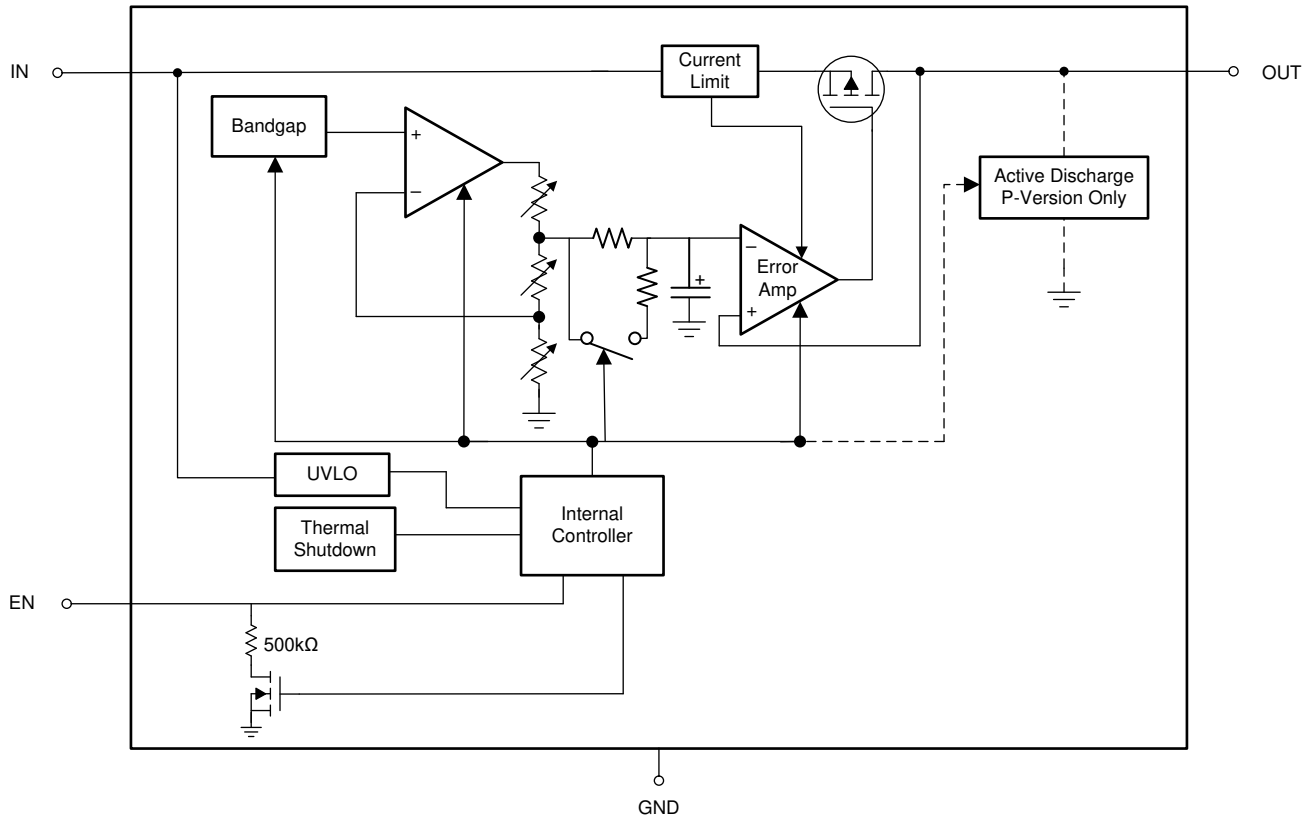 IN
Current
Limit
OUT
Bandgap
+
−
Active Discharge
P-Version Only
+
−
Error
Amp
+
UVLO
Internal
Controller
Thermal
Shutdown
EN
500kΩ
GND